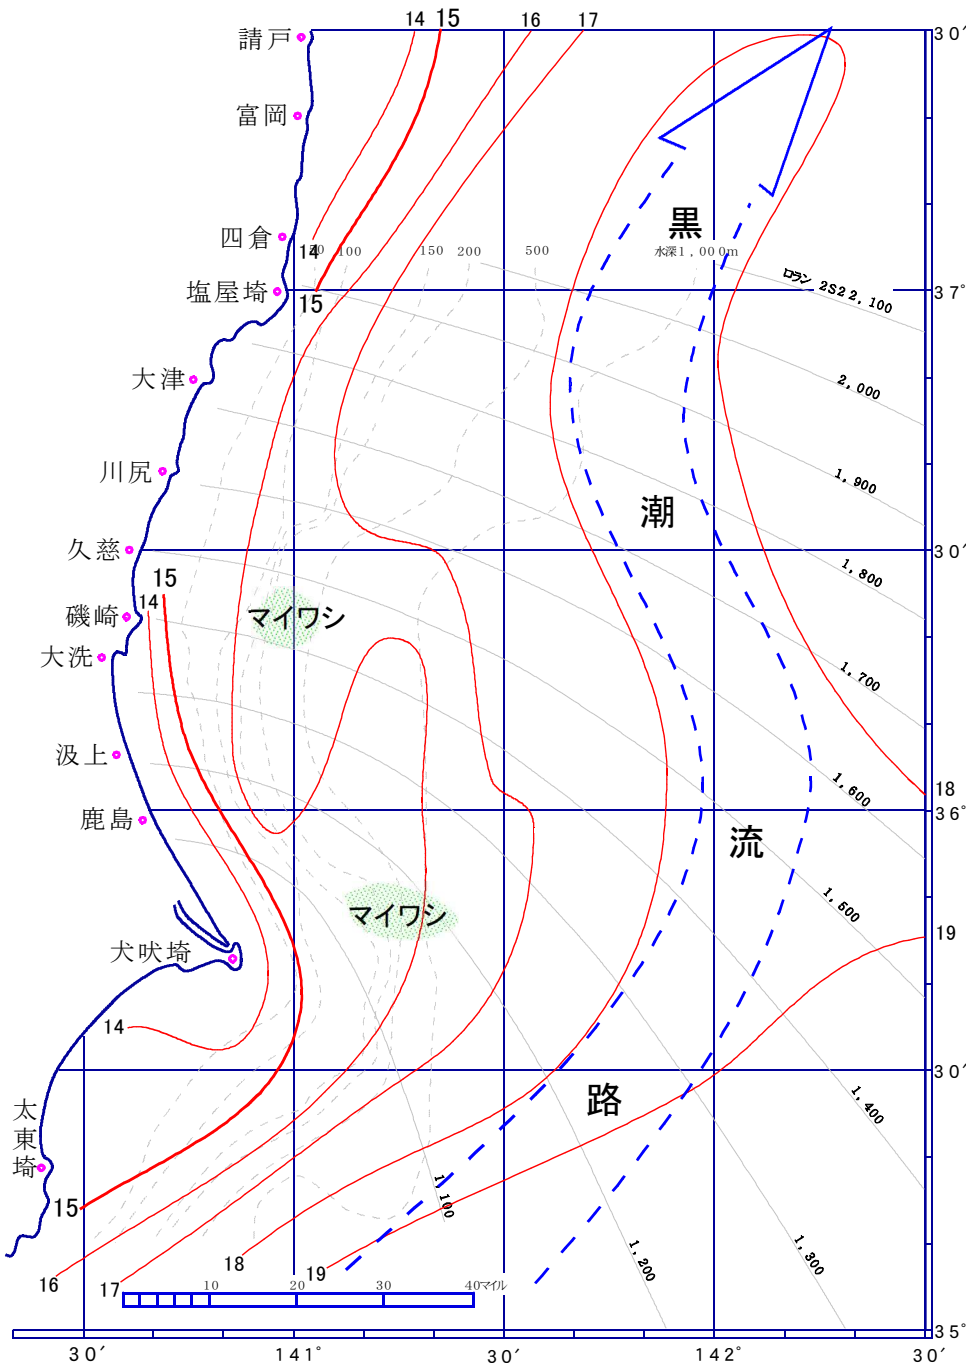 14 15 16 17
請戸
30′
富岡
黒
四倉
14
100
150
200
500
水深1,000m
塩屋埼
15
ロラン 2S22,100
37°
大津
2,000
川尻
1,900
潮
久慈
30′
15
1,800
14
磯崎
マイワシ
大洗
1,700
汲上
1,600
18
鹿島
36°
流
マイワシ
1,500
19
犬吠埼
14
30′
路
1,400
太東埼
1,100
15
1,200
1,300
16
17
18
19
10
20
30
40マイル
35°
30′
141°
30′
142°
30′